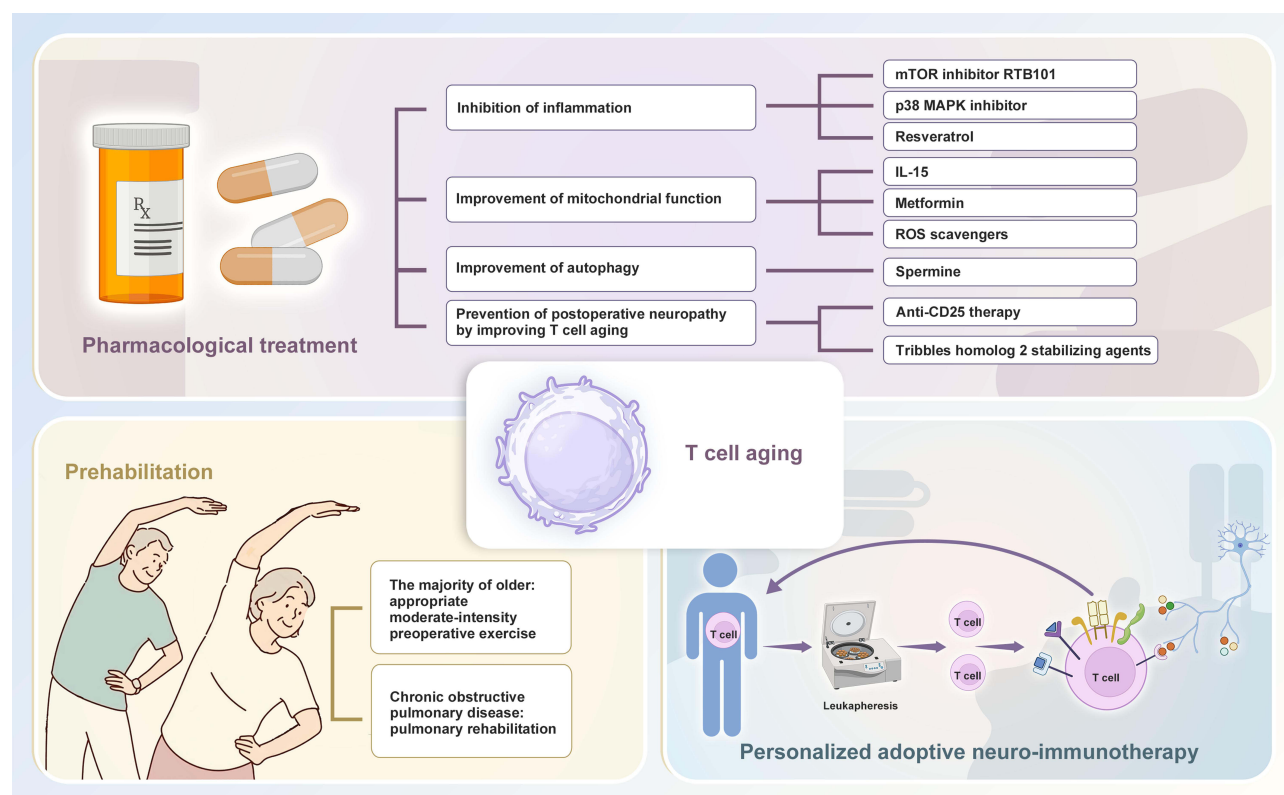 Rx
Pharmacological treatment
Inhibition of inflammation
mTOR inhibitor RTB101
p38 MAPK inhibitor
Resveratrol
Improvement of mitochondrial function
IL-15
Metformin
ROS scavengers
Improvement of autophagy
Spermine
Prevention of postoperative neuropathy
by improving T cell aging
Anti-CD25 therapy
Tribbles homolog 2 stabilizing agents
T cell aging
Prehabilitation
The majority of older:
appropriate
moderate-intensity
preoperative exercise
Chronic obstructive
pulmonary disease:
pulmonary rehabilitation
T cell
Leukapheresis
T cell
T cell
T cell
Personalized adoptive neuro-immunotherapy